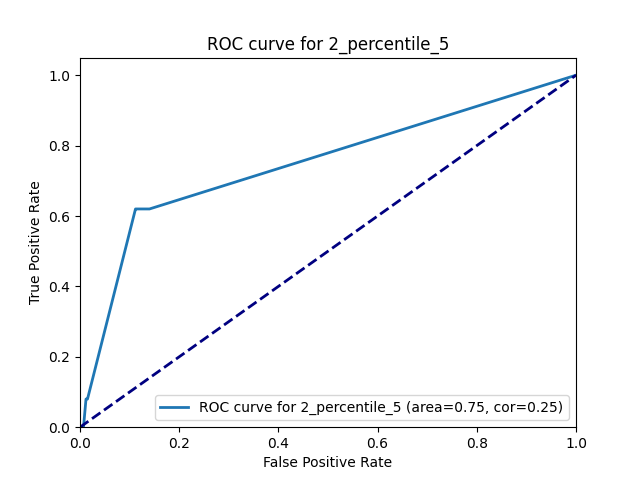 ROC curve for 2_percentile_5
True Positive Rate
1.0
0.8
0.6
0.4
0.2
0.0
ROC curve for 2_percentile_5 (area=0.75, cor=0.25)
0.0 0.2 0.4 0.6 0.8 1.0
False Positive Rate